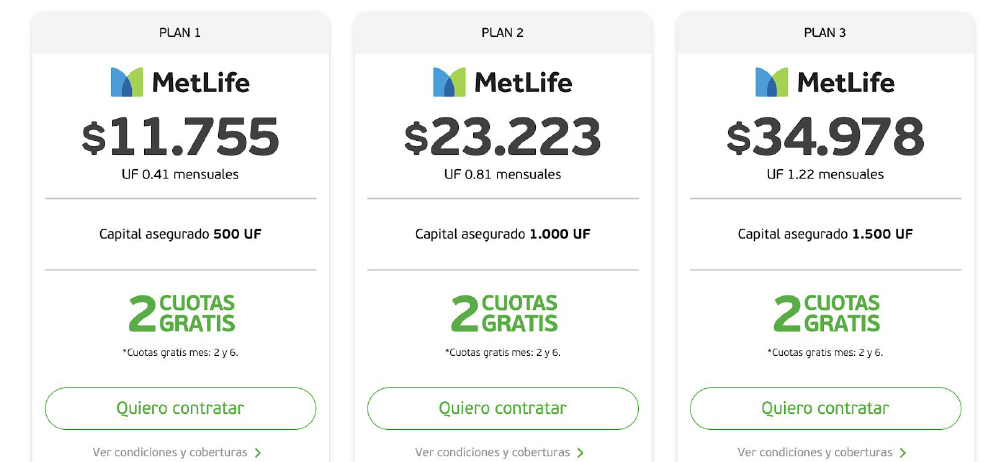 PLAN 1
MetLife
$11.755
UF 0.41 mensuales
Capital asegurado 500 UF
2 CUOTAS
GRATIS
*Cuotas gratis mes: 2 y 6.
Quiero contratar
Ver condiciones y coberturas >
PLAN 2
MetLife
$23.223
UF 0.81 mensuales
Capital asegurado 1.000 UF
2 CUOTAS
GRATIS
*Cuotas gratis mes: 2 y 6.
Quiero contratar
Ver condiciones y coberturas >
PLAN 3
MetLife
$34.978
UF 1.22 mensuales
Capital asegurado 1.500 UF
2 CUOTAS
GRATIS
*Cuotas gratis mes: 2 y 6.
Quiero contratar
Ver condiciones y coberturas >